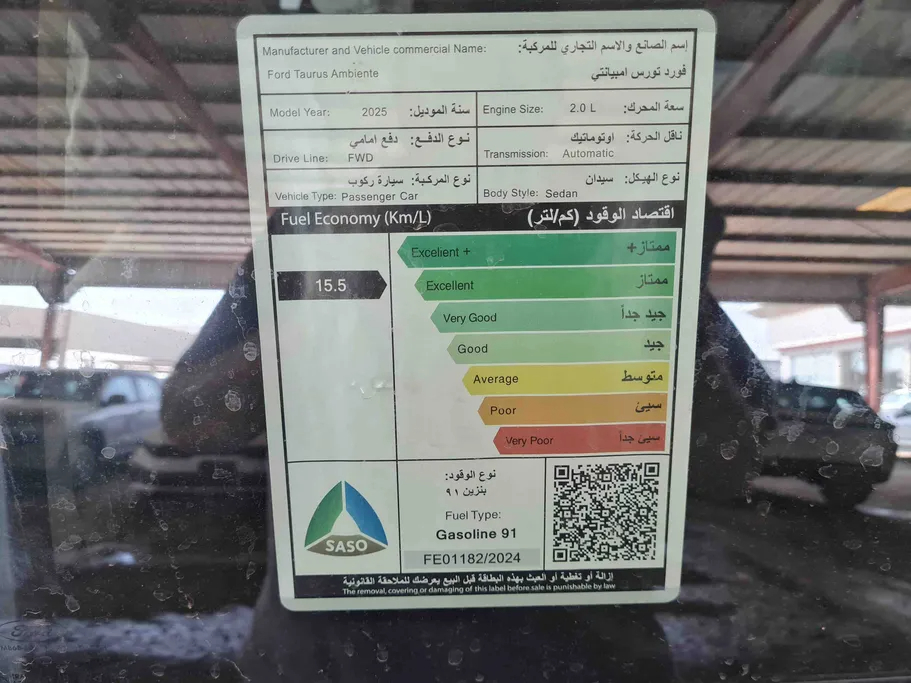 Manufacturer and Vehicle commercial Name: إسم الصانع والاسم التجاري للمركبة:
Ford Taurus Ambiente فورد تورس امبيانتي
Model Year: 2025 سنة الموديل:
Engine Size: 2.0 L سعة المحرك:
نوع الدفع: دفع امامي
Drive Line: FWD
ناقل الحركة: اوتوماتيك
Transmission: Automatic
نوع المركبة: سيارة ركوب
Vehicle Type: Passenger Car
نوع الهيكل: سيدان
Body Style: Sedan
Fuel Economy (Km/L) اقتصاد الوقود (كم/لتر)
Excellent + ممتاز+
15.5
Excellent ممتاز
Very Good جيد جداً
Good جيد
Average متوسط
Poor سيئ
Very Poor سيئ جداً
SASO
نوع الوقود:
بنزين ٩١
Fuel Type:
Gasoline 91
FE01182/2024
إزالة أو تغطية أو العبث بهذه البطاقة قبل البيع يعرضك للملاحقة القانونية
The removal, covering or damaging of this label before sale is punishable by law